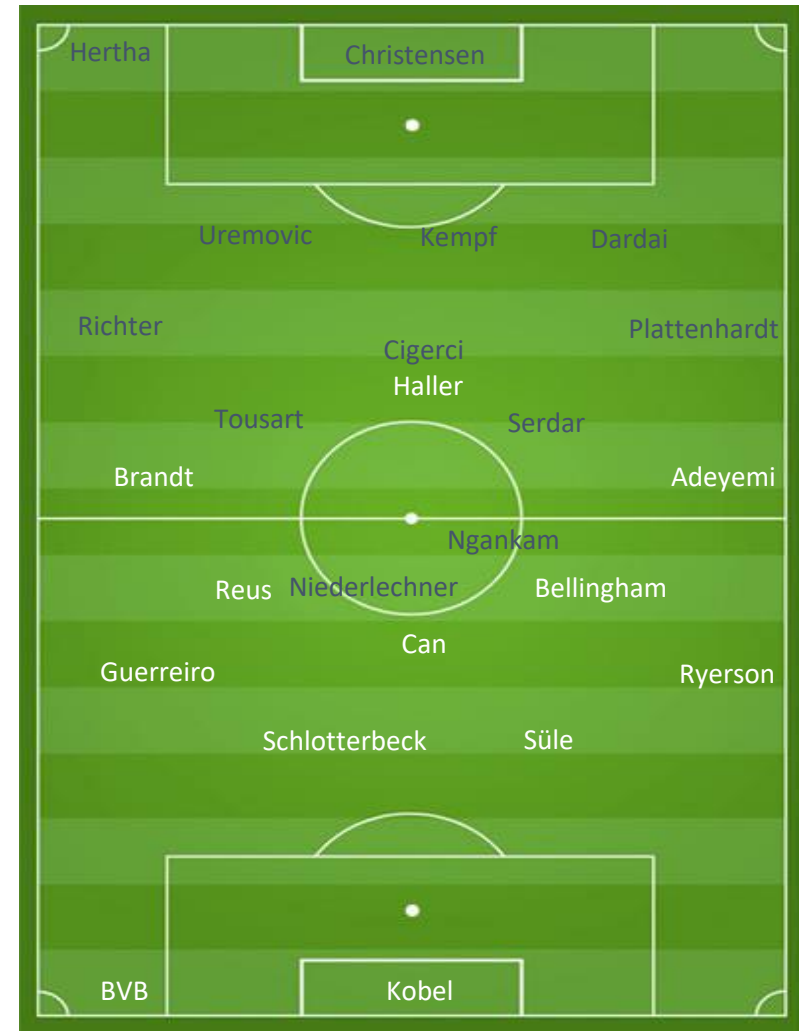 Hertha
Christensen
Uremovic
Kempf
Dardai
Richter
Plattenhardt
Cigerci
Haller
Tousart
Serdar
Brandt
Adeyemi
Ngankam
Reus
Niederlechner
Bellingham
Can
Guerreiro
Ryerson
Schlotterbeck
Süle
BVB
Kobel